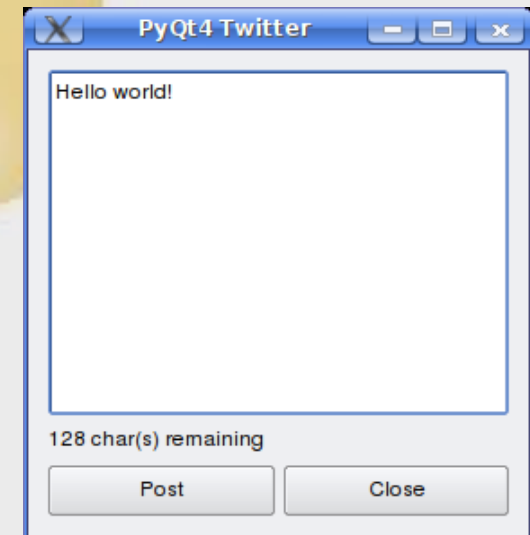 PyQt4 Twitter
Hello world!
128 char(s) remaining
Post Close